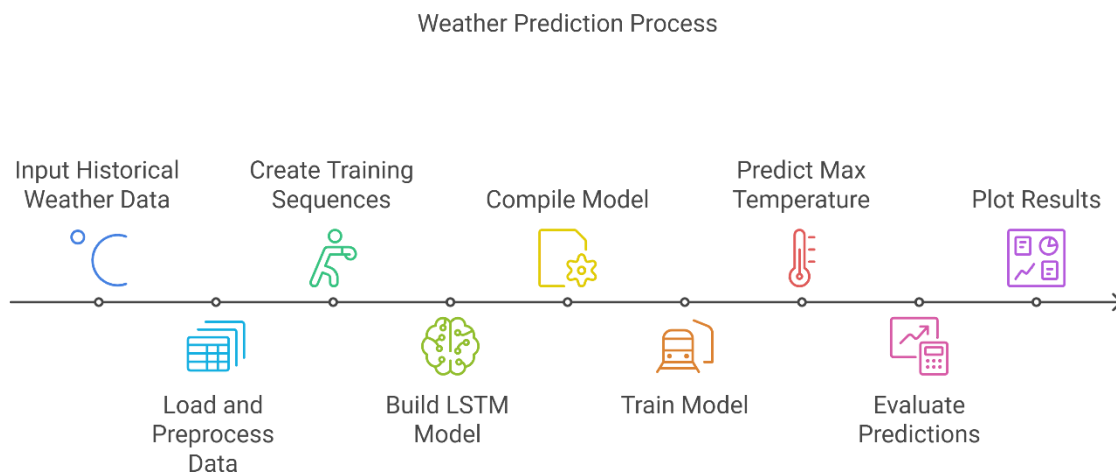 Weather Prediction Process
Input Historical
Weather Data
Load and
Preprocess
Data
Create Training
Sequences
Build LSTM
Model
Compile Model
Train Model
Predict Max
Temperature
Evaluate
Predictions
Plot Results